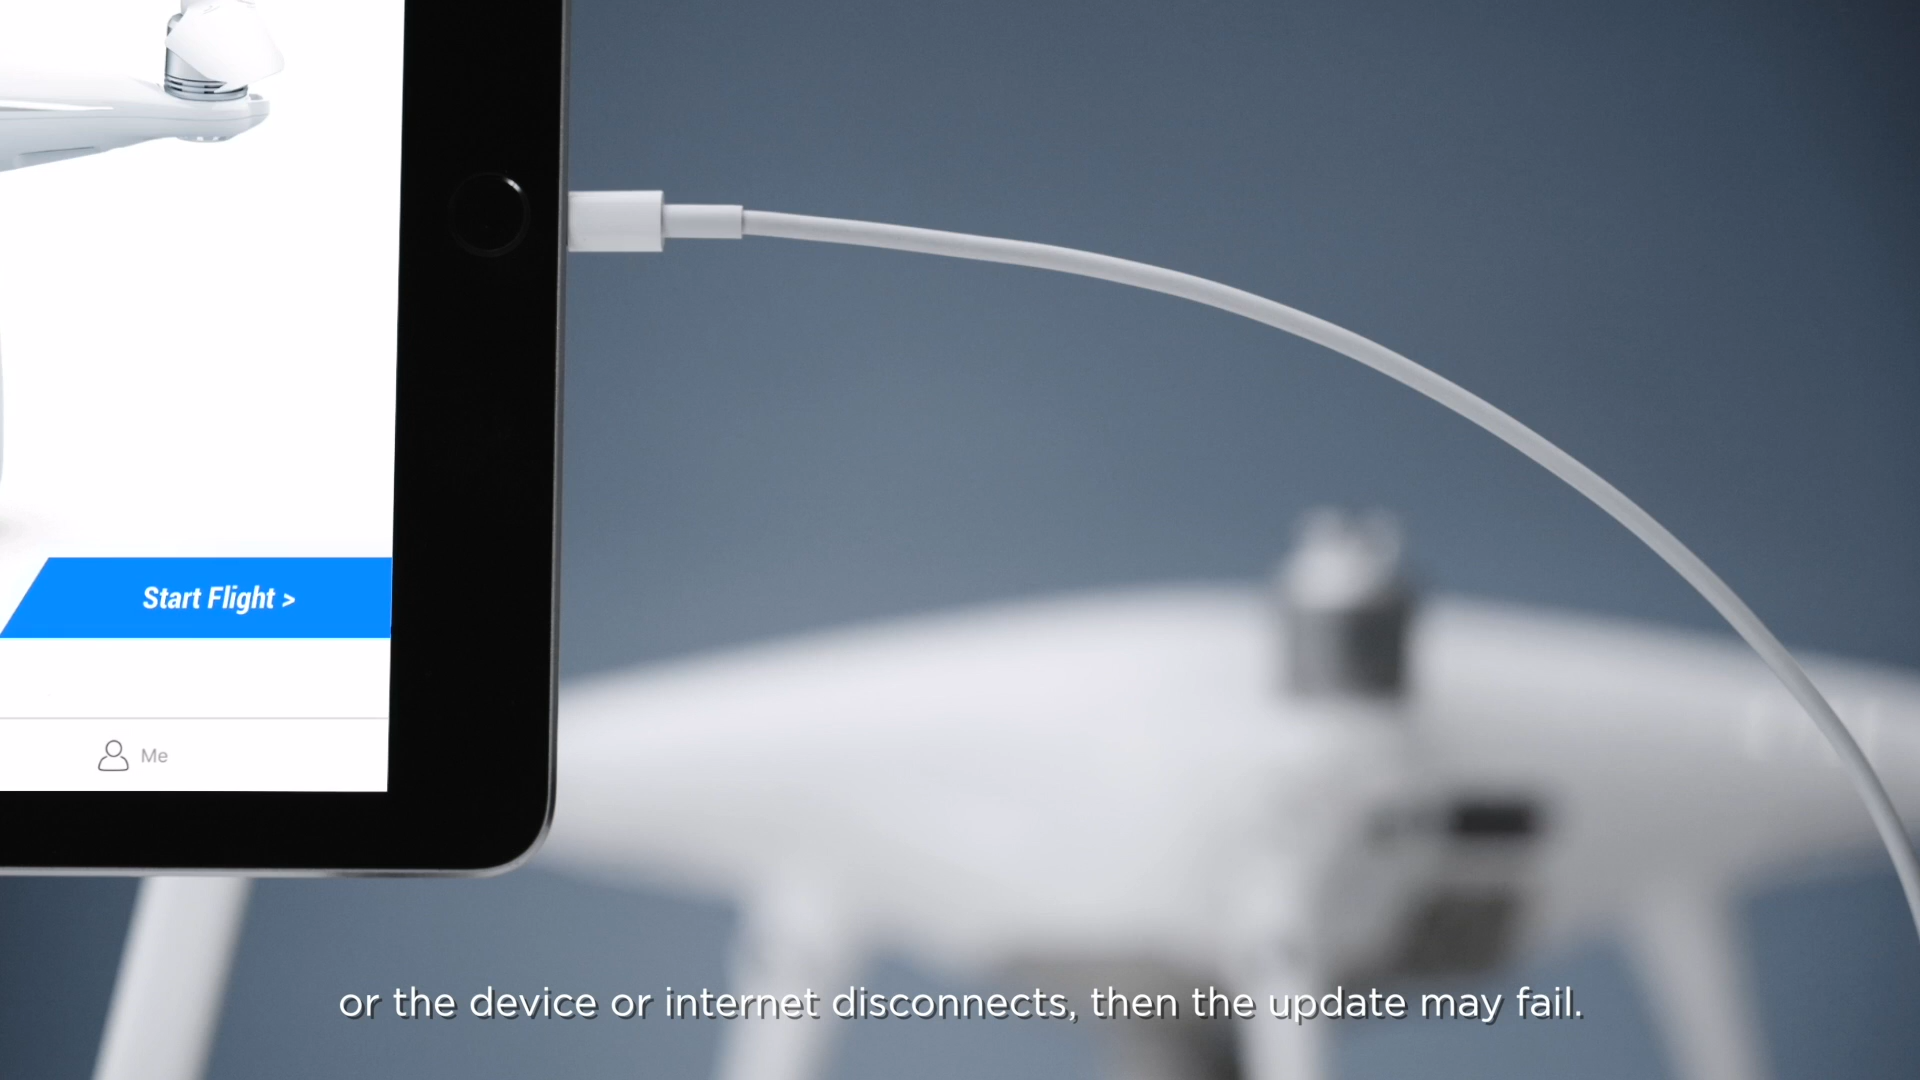 Start Flight >
Me
or the device or internet disconnects, then the update may fail.